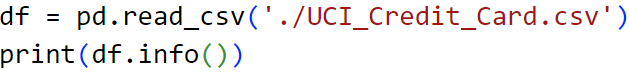 df = pd.read_csv('./UCI_Credit_Card.csv')
print(df.info())